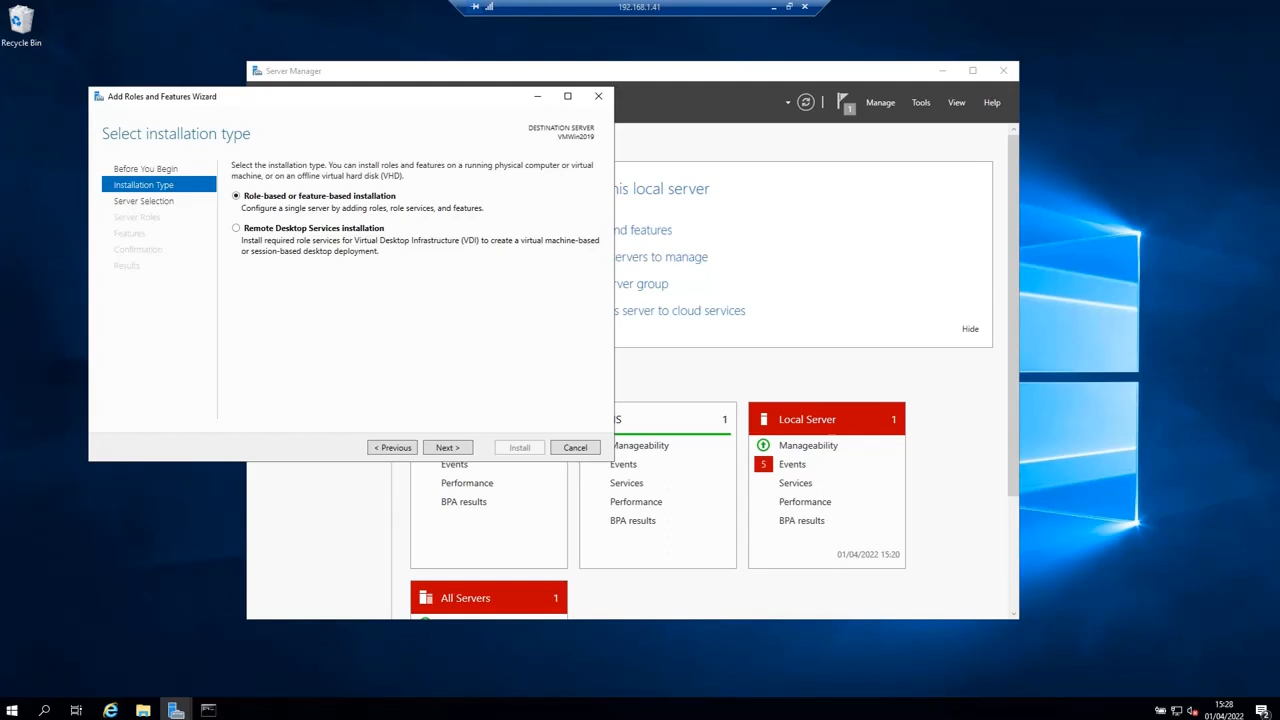 192.168.1.41
Recycle Bin
Server Manager
1
Manage
Tools
View
Help
Add Roles and Features Wizard
Select installation type
DESTINATION SERVER
VMWin2019
Before You Begin
Installation Type
Server Selection
Server Roles
Features
Confirmation
Results
Select the installation type. You can install roles and features on a running physical computer or virtual
machine, or on an offline virtual hard disk (VHD).
Role-based or feature-based installation
Configure a single server by adding roles, role services, and features.
Remote Desktop Services installation
Install required role services for Virtual Desktop Infrastructure (VDI) to create a virtual machine-based
or session-based desktop deployment.
< Previous
Next >
Install
Cancel
his local server
nd features
ervers to manage
ver group
s server to cloud services
Hide
Events
Performance
BPA results
IS 1
Manageability
Events
Services
Performance
BPA results
Local Server 1
Manageability
5 Events
Services
Performance
BPA results
01/04/2022 15:20
All Servers 1
15:28
01/04/2022
2